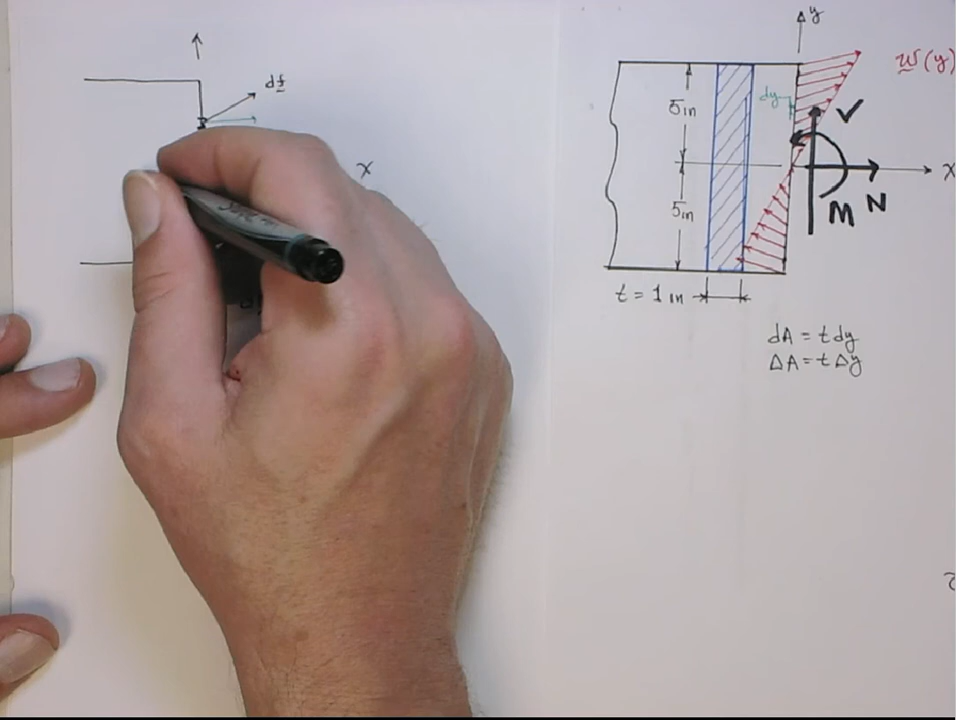 df
x
y
w(y)
dy
5in
V
x
5in
M N
t = 1 in
dA = t dy
ΔA = t Δy